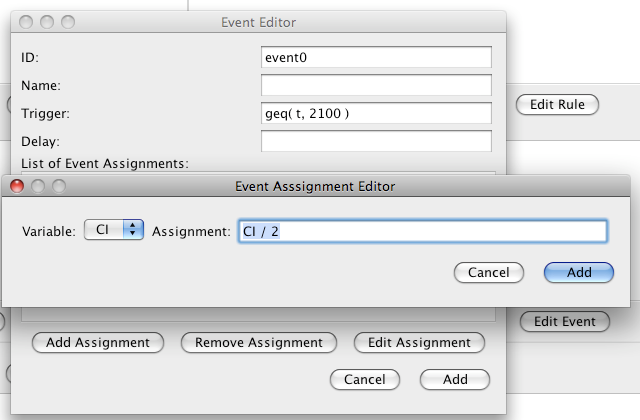 Event Editor
ID: event0
Name:
Trigger: geq( t, 2100 )
Edit Rule
Delay:
List of Event Assignments:
Event Asssignment Editor
Variable: CI Assignment: CI / 2
Cancel Add
Edit Event
Add Assignment Remove Assignment Edit Assignment
Cancel Add